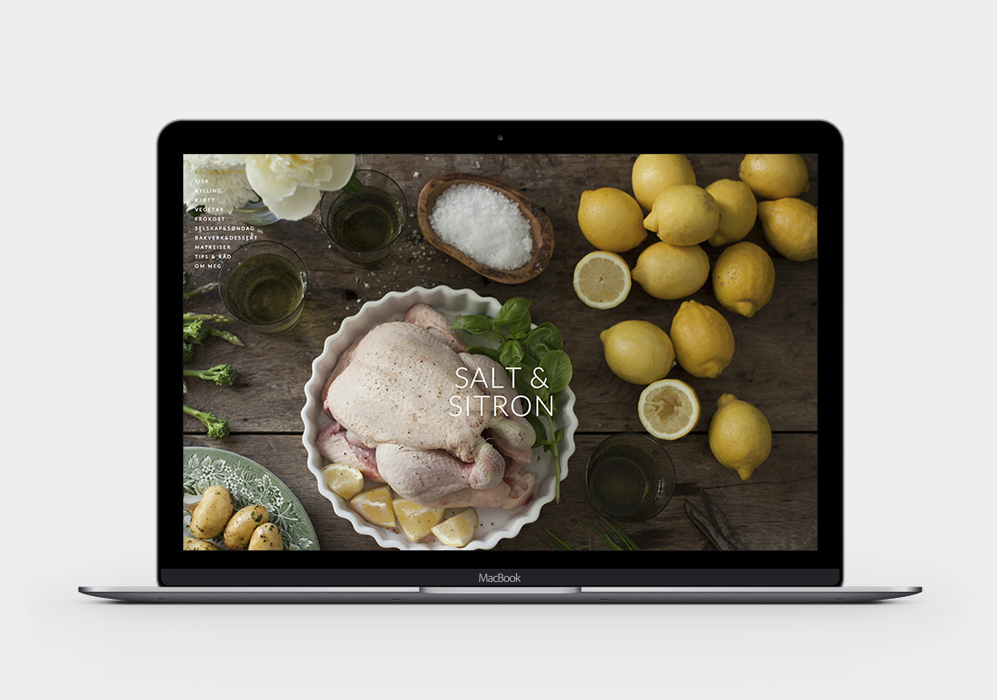 FISK
KYLLING
KJØTT
VEGETAR
FROKOST
SELSKAP&SØNDAG
BAKVERK&DESSERT
MATREISER
TIPS & RÅD
OM MEG
SALT &
SITRON
MacBook